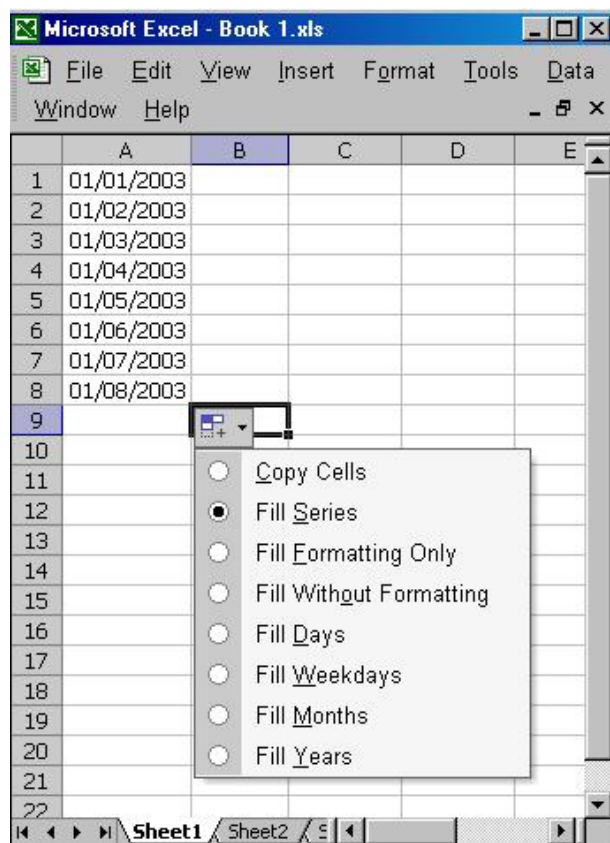 Microsoft Excel - Book 1.xls
File Edit View Insert Format Tools Data
Window Help
A B C D E
1 01/01/2003
2 01/02/2003
3 01/03/2003
4 01/04/2003
5 01/05/2003
6 01/06/2003
7 01/07/2003
8 01/08/2003
9
10
11 Copy Cells
12 Fill Series
13 Fill Formatting Only
14
15 Fill Without Formatting
16 Fill Days
17 Fill Weekdays
18
19 Fill Months
20 Fill Years
21
22
Sheet1 Sheet2 S